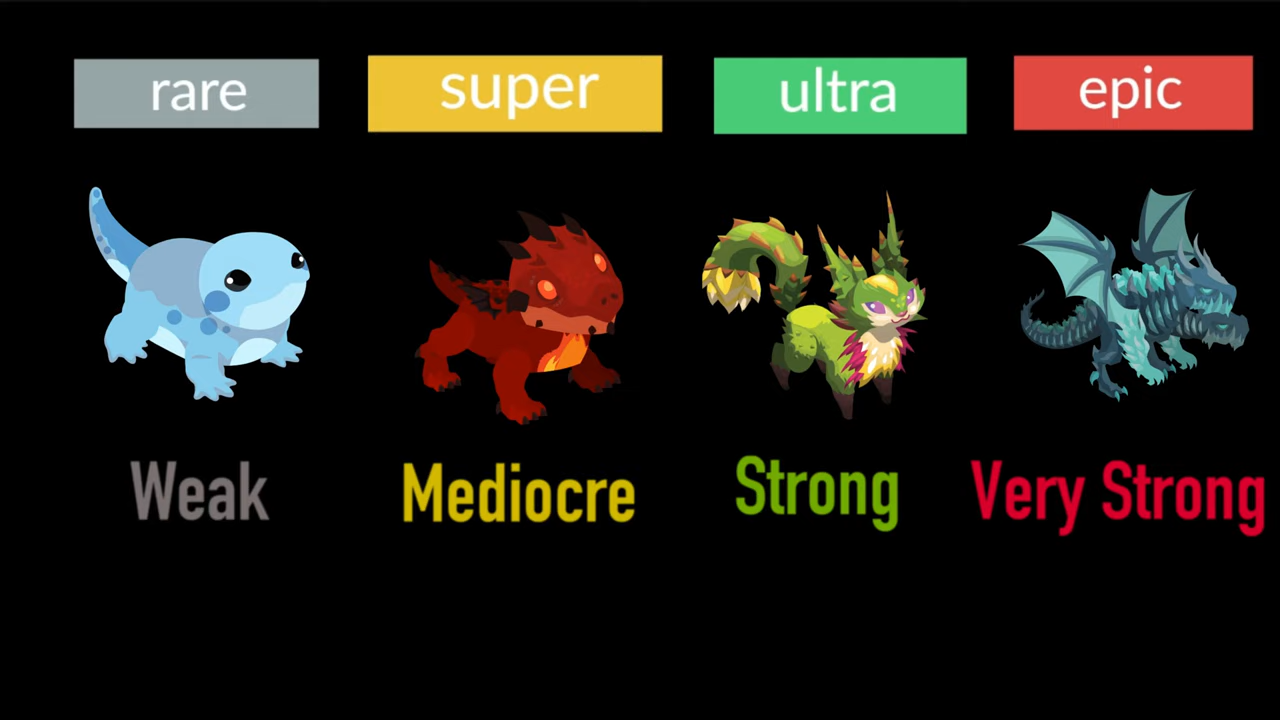 rare
super
ultra
epic
Weak
Mediocre
Strong
Very Strong